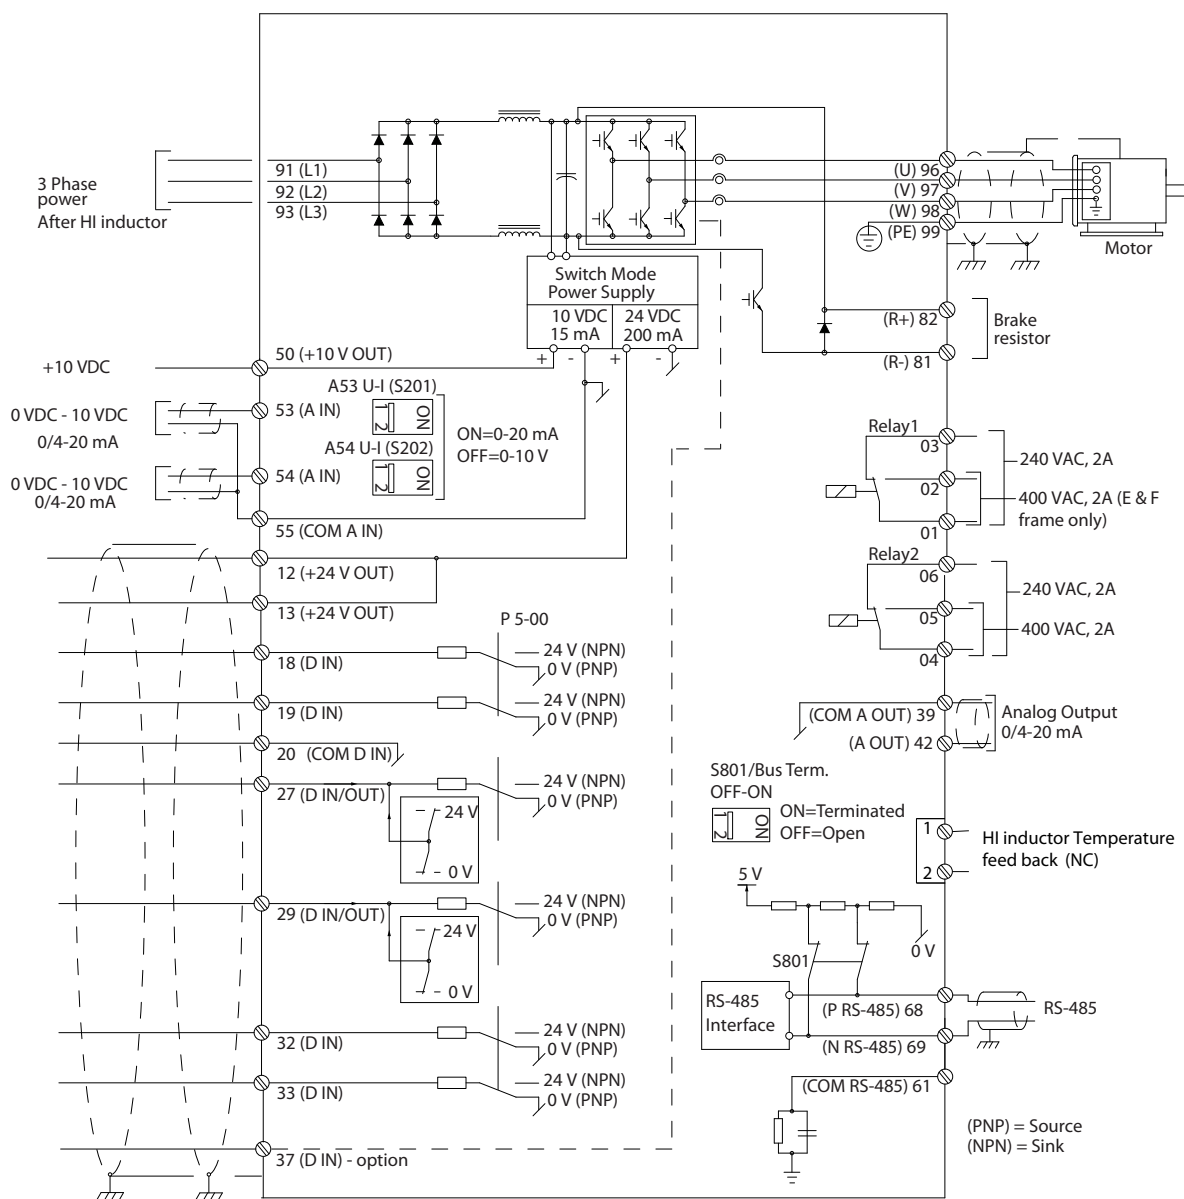 3 Phase
power
After HI inductor
91 (L1)
92 (L2)
93 (L3)
(U) 96
(V) 97
(W) 98
(PE) 99
Motor
Switch Mode
Power Supply
10 VDC
15 mA
24 VDC
200 mA
+ - + -
(R+) 82
(R-) 81
Brake
resistor
+10 VDC
50 (+10 V OUT)
0 VDC - 10 VDC
0/4-20 mA
53 (A IN)
A53 U-I (S201)
1 2
ON
A54 U-I (S202)
1 2
ON
ON=0-20 mA
OFF=0-10 V
0 VDC - 10 VDC
0/4-20 mA
54 (A IN)
55 (COM A IN)
12 (+24 V OUT)
13 (+24 V OUT)
Relay1
03
02
01
240 VAC, 2A
400 VAC, 2A (E & F
frame only)
Relay2
06
05
04
240 VAC, 2A
400 VAC, 2A
P 5-00
18 (D IN)
24 V (NPN)
0 V (PNP)
19 (D IN)
24 V (NPN)
0 V (PNP)
20 (COM D IN)
27 (D IN/OUT)
24 V (NPN)
0 V (PNP)
24 V
0 V
29 (D IN/OUT)
24 V (NPN)
0 V (PNP)
24 V
0 V
32 (D IN)
24 V (NPN)
0 V (PNP)
33 (D IN)
24 V (NPN)
0 V (PNP)
37 (D IN) - option
(COM A OUT) 39
(A OUT) 42
Analog Output
0/4-20 mA
S801/Bus Term.
OFF-ON
1 2
ON
ON=Terminated
OFF=Open
1
2
HI inductor Temperature
feed back (NC)
5 V
0 V
S801
RS-485
Interface
(P RS-485) 68
(N RS-485) 69
(COM RS-485) 61
RS-485
(PNP) = Source
(NPN) = Sink